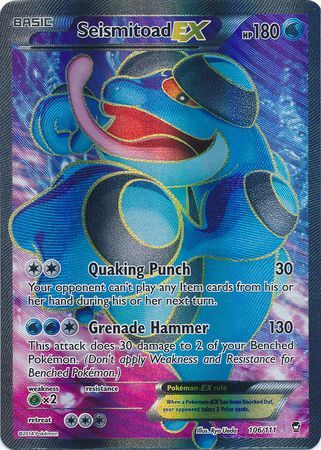 BASIC
Seismitoad EX HP180
Quaking Punch 30
Your opponent can't play any Item cards from his or
her hand during his or her next turn.
Grenade Hammer 130
This attack does 30 damage to 2 of your Benched
Pokémon. (Don't apply Weakness and Resistance for
Benched Pokémon.)
weakness resistance
×2
retreat
Pokémon-EX rule
When a Pokémon-EX has been Knocked Out,
your opponent takes 2 Prize cards.
©2014 Pokémon
Illus. Ryo Ueda
106/111